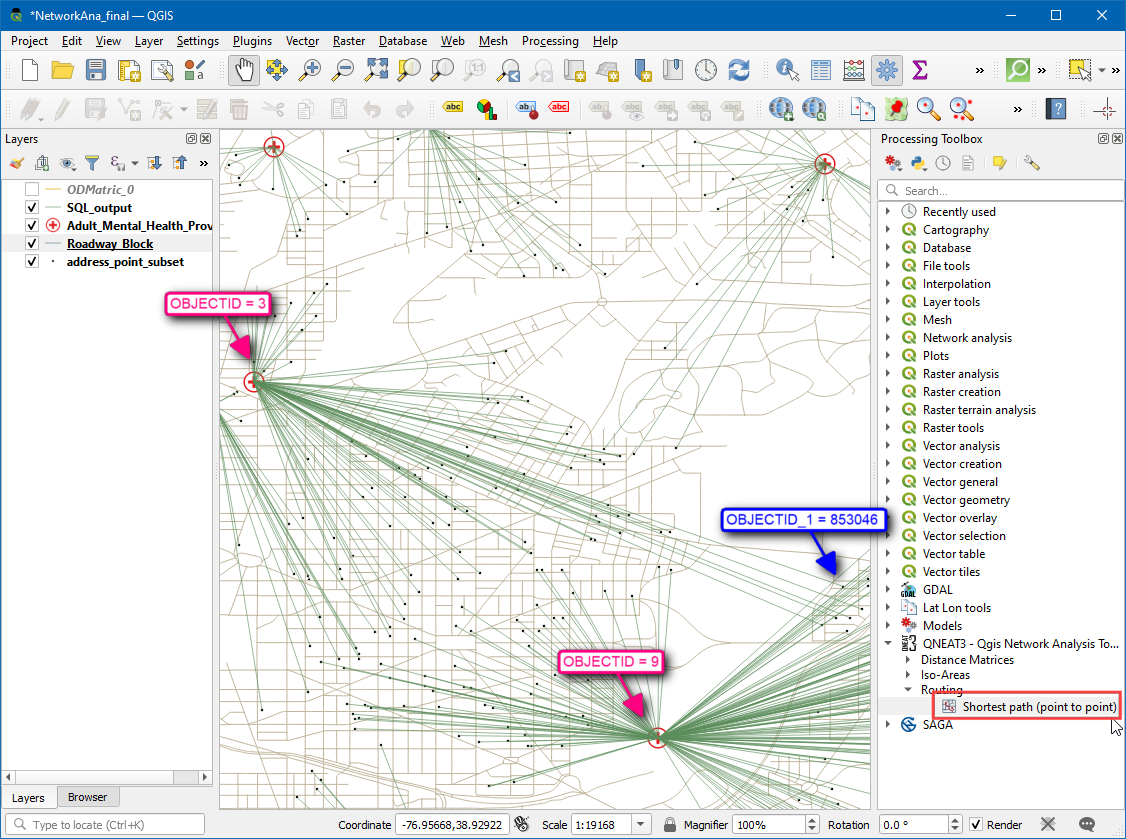 *NetworkAna_final — QGIS
Project Edit View Layer Settings Plugins Vector Raster Database Web Mesh Processing Help
Layers
ODMatric_0
SQL_output
Adult_Mental_Health_Prov
Roadway_Block
address_point_subset
Layers Browser
OBJECTID = 3
OBJECTID_1 = 853046
OBJECTID = 9
Processing Toolbox
Search...
Recently used
Cartography
Database
File tools
Interpolation
Layer tools
Mesh
Network analysis
Plots
Raster analysis
Raster creation
Raster terrain analysis
Raster tools
Vector analysis
Vector creation
Vector general
Vector geometry
Vector overlay
Vector selection
Vector table
Vector tiles
GDAL
Lat Lon tools
Models
QNEAT3 - Qgis Network Analysis To...
Distance Matrices
Iso-Areas
Routing
Shortest path (point to point)
SAGA
Type to locate (Ctrl+K) Coordinate -76.95668,38.92922 Scale 1:19168 Magnifier 100% Rotation 0.0 ° Render